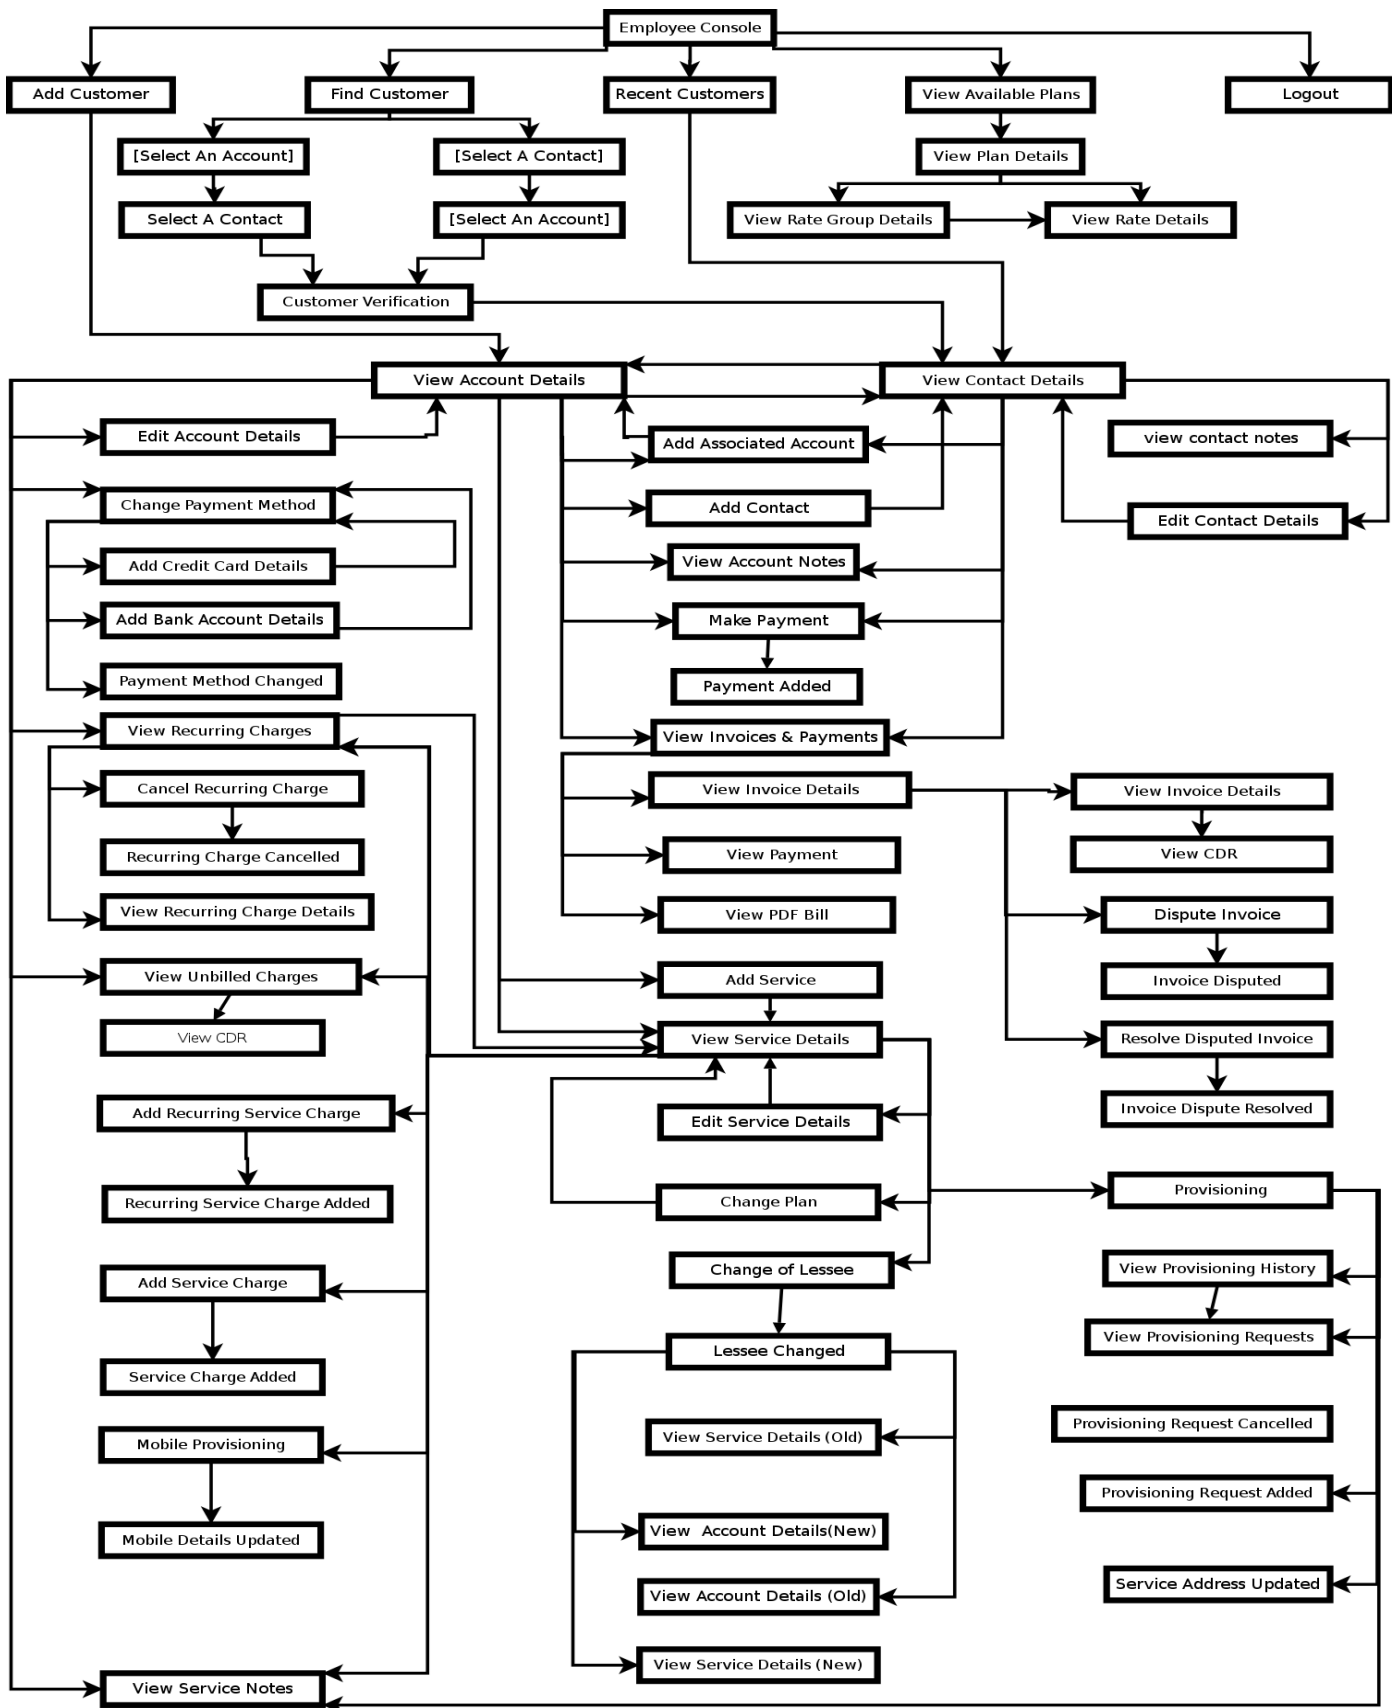 Employee Console
Add Customer
Find Customer
Recent Customers
View Available Plans
Logout
[Select An Account]
[Select A Contact]
View Plan Details
Select A Contact
[Select An Account]
View Rate Group Details
View Rate Details
Customer Verification
View Account Details
View Contact Details
Edit Account Details
Add Associated Account
view contact notes
Change Payment Method
Add Contact
Edit Contact Details
Add Credit Card Details
View Account Notes
Add Bank Account Details
Make Payment
Payment Method Changed
Payment Added
View Recurring Charges
View Invoices & Payments
Cancel Recurring Charge
View Invoice Details
View Invoice Details
Recurring Charge Cancelled
View Payment
View CDR
View Recurring Charge Details
View PDF Bill
Dispute Invoice
View Unbilled Charges
Add Service
Invoice Disputed
View CDR
View Service Details
Resolve Disputed Invoice
Add Recurring Service Charge
Edit Service Details
Invoice Dispute Resolved
Recurring Service Charge Added
Change Plan
Provisioning
Add Service Charge
Change of Lessee
View Provisioning History
Service Charge Added
Lessee Changed
View Provisioning Requests
Mobile Provisioning
View Service Details (Old)
Provisioning Request Cancelled
Mobile Details Updated
View Account Details(New)
Provisioning Request Added
View Account Details (Old)
Service Address Updated
View Service Notes
View Service Details (New)